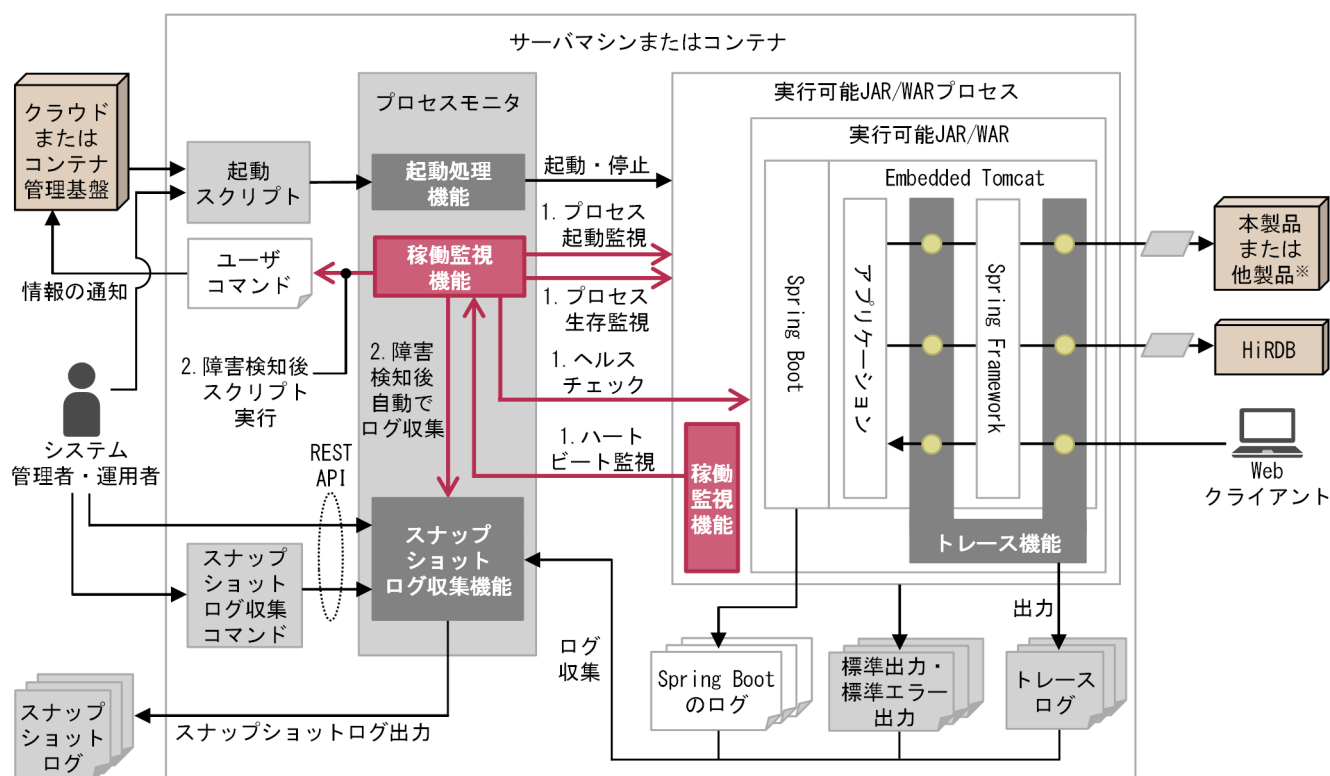 サーバマシンまたはコンテナ
クラウド
または
コンテナ
管理基盤
起動
スクリプト
プロセスモニタ
起動処理
機能
起動・停止
実行可能JAR/WARプロセス
実行可能JAR/WAR
Embedded Tomcat
Spring Boot
アプリケーション
Spring Framework
トレース機能
本製品
または
他製品※
HiRDB
Web
クライアント
情報の通知
ユーザ
コマンド
稼働監視
機能
1.プロセス
起動監視
1.プロセス
生存監視
1.ヘルス
チェック
1.ハート
ビート監視
稼働
監視
機能
2.障害検知後
スクリプト
実行
2.障害
検知後
自動で
ログ収集
システム
管理者・運用者
REST
API
スナップ
ショット
ログ収集
コマンド
スナップ
ショット
ログ収集機能
ログ
収集
出力
Spring Boot
のログ
標準出力・
標準エラー
出力
トレース
ログ
スナップショットログ出力
スナップ
ショット
ログ